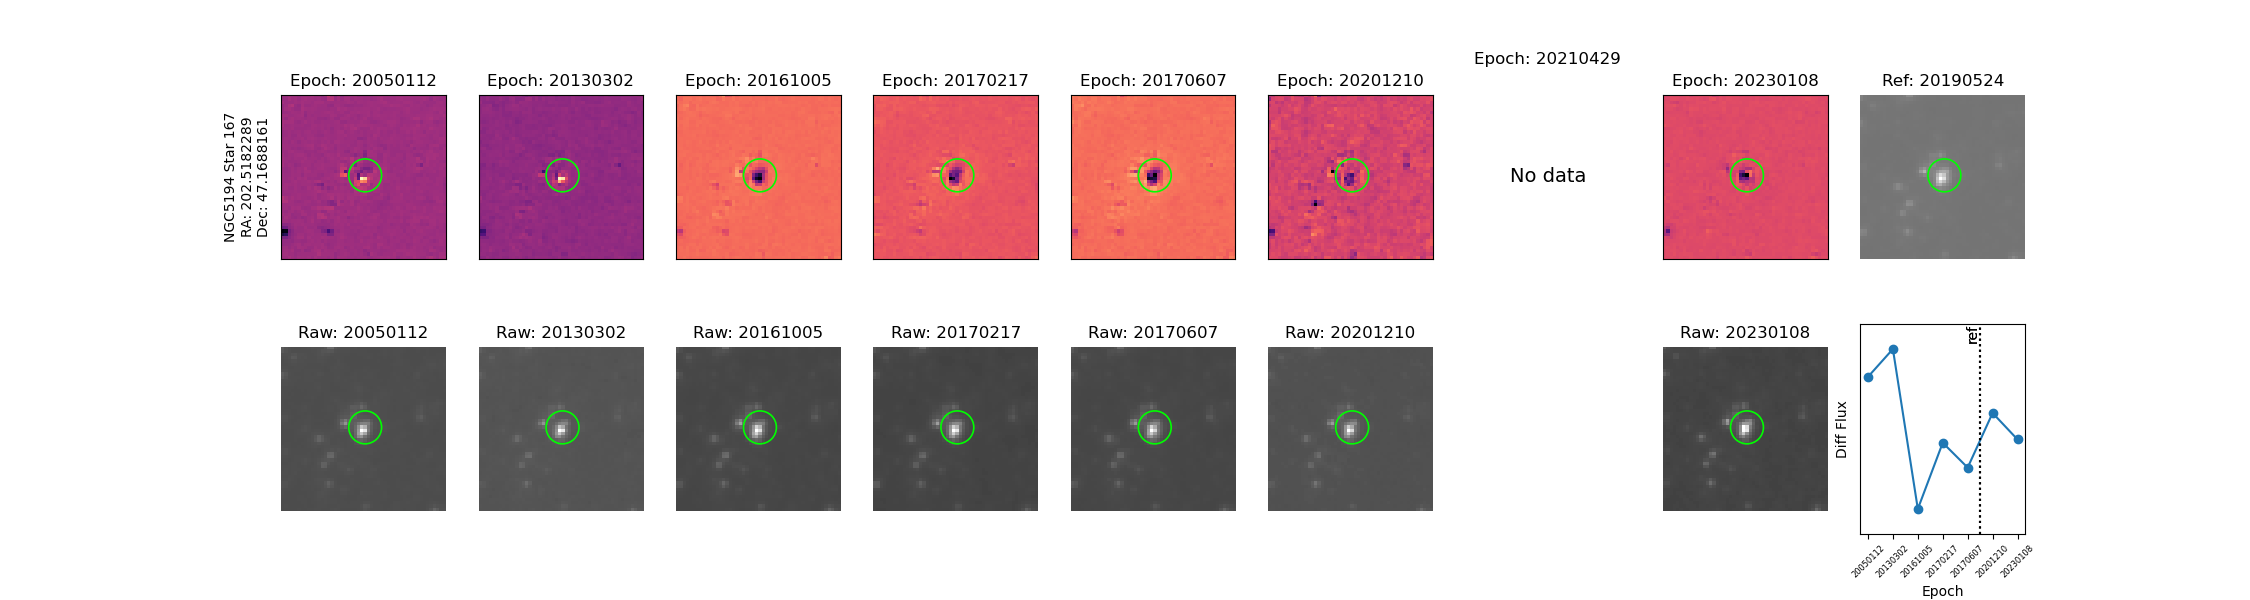 NGC5194 Star 167
RA: 202.5182289
Dec: 47.1688161
Epoch: 20050112
Epoch: 20130302
Epoch: 20161005
Epoch: 20170217
Epoch: 20170607
Epoch: 20201210
Epoch: 20210429
No data
Epoch: 20230108
Ref: 20190524
Raw: 20050112
Raw: 20130302
Raw: 20161005
Raw: 20170217
Raw: 20170607
Raw: 20201210
Raw: 20230108
Diff Flux
ref
20050112
20130302
20161005
20170217
20170607
20201210
20230108
Epoch